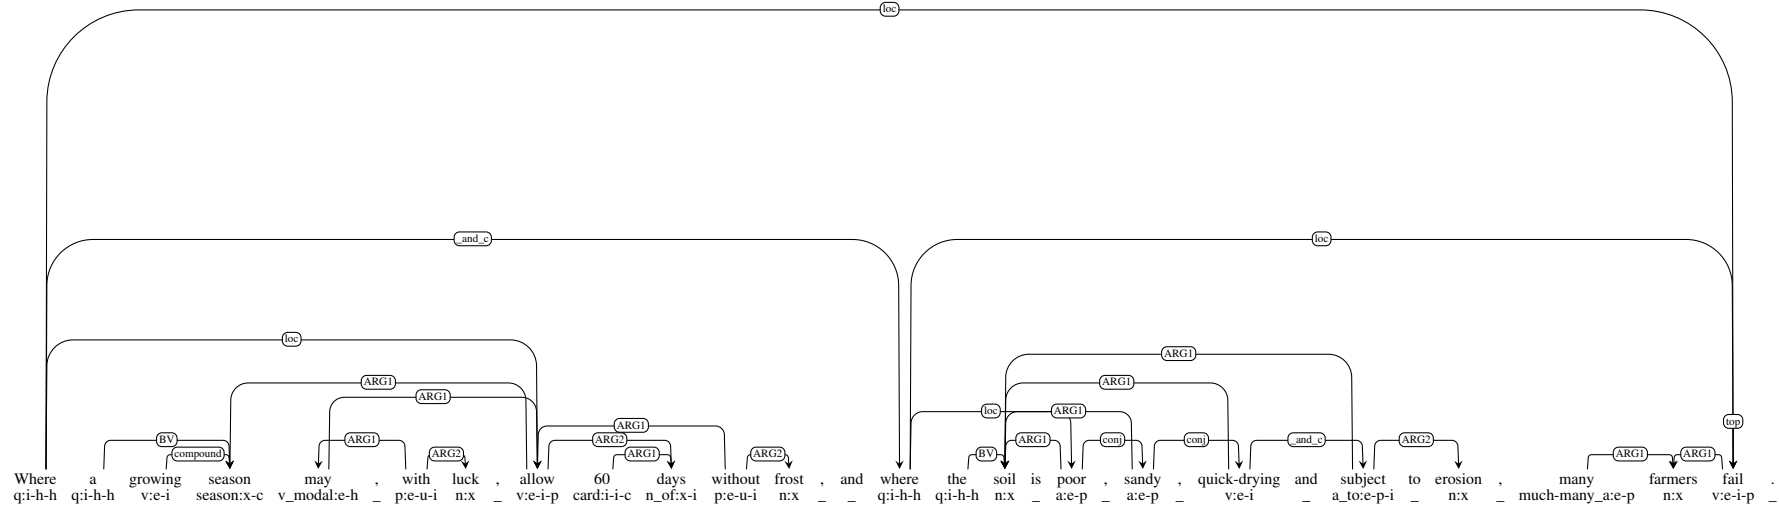 loc
_and_c loc
loc
ARG1
ARG1 ARG1
ARG1
loc ARG1
ARG1 top
BV ARG1 ARG2 ARG1 conj conj _and_c ARG2
compound ARG2 ARG1 ARG2 BV ARG1 ARG1
Where a growing season may , with luck , allow 60 days without frost , and where the soil is poor , sandy , quick-drying and subject to erosion , many farmers fail .
q:i-h-h q:i-h-h v:e-i season:x-c v_modal:e-h _ p:e-u-i n:x _ v:e-i-p card:i-i-c n_of:x-i p:e-u-i n:x _ _ q:i-h-h q:i-h-h n:x _ a:e-p _ a:e-p _ v:e-i _ a_to:e-p-i _ n:x _ much-many_a:e-p n:x v:e-i-p _